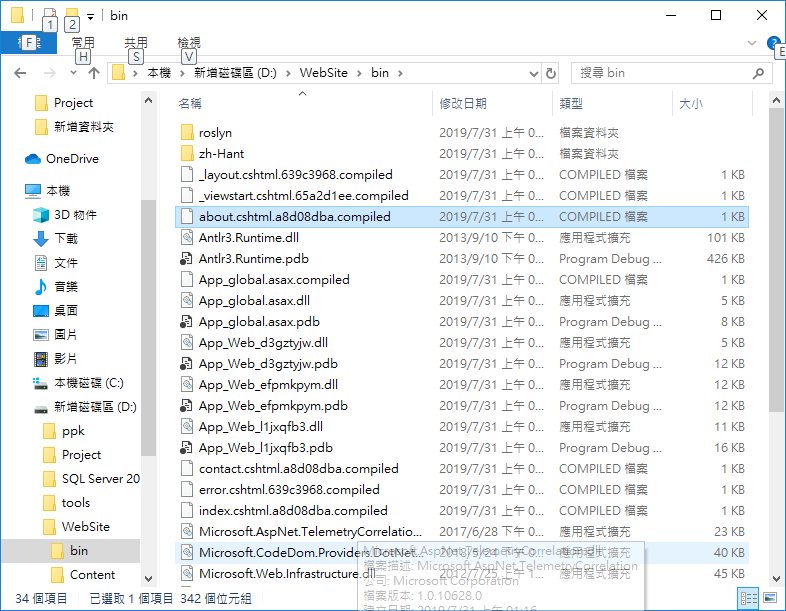 1 2 bin
F 常用 共用 檢視
H S V E
本機 新增磁碟區 (D:) WebSite bin 搜尋 bin
Project
新增資料夾
OneDrive
本機
3D 物件
下載
文件
音樂
桌面
圖片
影片
本機磁碟 (C:)
新增磁碟區 (D:)
ppk
Project
SQL Server 20
tools
WebSite
bin
Content
名稱 修改日期 類型 大小
roslyn 2019/7/31 上午 0... 檔案資料夾
zh-Hant 2019/7/31 上午 0... 檔案資料夾
_layout.cshtml.639c3968.compiled 2019/7/31 上午 0... COMPILED 檔案 1 KB
_viewstart.cshtml.65a2d1ee.compiled 2019/7/31 上午 0... COMPILED 檔案 1 KB
about.cshtml.a8d08dba.compiled 2019/7/31 上午 0... COMPILED 檔案 1 KB
Antlr3.Runtime.dll 2013/9/10 下午 0... 應用程式擴充 101 KB
Antlr3.Runtime.pdb 2013/9/10 下午 0... Program Debug ... 426 KB
App_global.asax.compiled 2019/7/31 上午 0... COMPILED 檔案 1 KB
App_global.asax.dll 2019/7/31 上午 0... 應用程式擴充 5 KB
App_global.asax.pdb 2019/7/31 上午 0... Program Debug ... 8 KB
App_Web_d3gztyjw.dll 2019/7/31 上午 0... 應用程式擴充 5 KB
App_Web_d3gztyjw.pdb 2019/7/31 上午 0... Program Debug ... 12 KB
App_Web_efpmkpym.dll 2019/7/31 上午 0... 應用程式擴充 12 KB
App_Web_efpmkpym.pdb 2019/7/31 上午 0... Program Debug ... 12 KB
App_Web_l1jxqfb3.dll 2019/7/31 上午 0... 應用程式擴充 11 KB
App_Web_l1jxqfb3.pdb 2019/7/31 上午 0... Program Debug ... 16 KB
contact.cshtml.a8d08dba.compiled 2019/7/31 上午 0... COMPILED 檔案 1 KB
error.cshtml.639c3968.compiled 2019/7/31 上午 0... COMPILED 檔案 1 KB
index.cshtml.a8d08dba.compiled 2019/7/31 上午 0... COMPILED 檔案 1 KB
Microsoft.AspNet.TelemetryCorrelatio... 2017/6/28 下午 0... 應用程式擴充 23 KB
Microsoft.CodeDom.Providers.DotNet... 40 KB
Microsoft.Web.Infrastructure.dll 2012/7/25 上午 0... 應用程式擴充 45 KB
Microsoft.AspNet.TelemetryCorrelation.dll
檔案描述: Microsoft.AspNet.TelemetryCorrelation
公司: Microsoft Corporation
檔案版本: 1.0.10628.0
建立日期: 2019/7/31 上午 01:16
34 個項目 已選取 1 個項目 342 個位元組